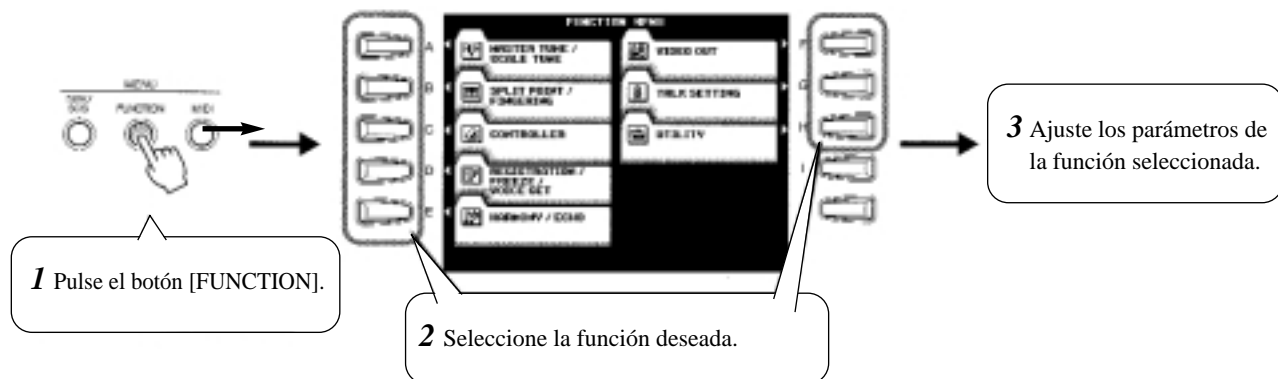 FUNCTION MENU
MENU
FUNCTION
MIDI
A
B
C
D
E
MASTER TUNE /
SCALE TUNE
SPLIT POINT /
FINGERING
CONTROLLER
REGISTRATION /
FREEZE /
VOICE SET
HARMONY / ECHO
VIDEO OUT
TALK SETTING
UTILITY
F
G
H
I
1 Pulse el botón [FUNCTION].
2 Seleccione la función deseada.
3 Ajuste los parámetros de
la función seleccionada.